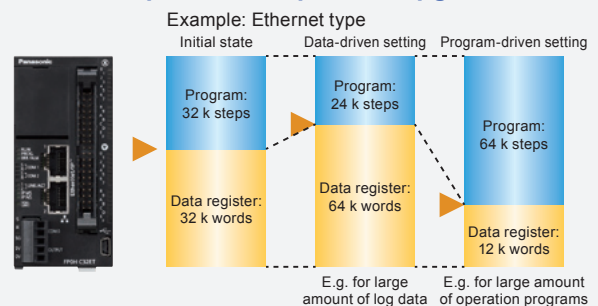 Example: Ethernet type
Initial state
Data-driven setting
Program-driven setting
Panasonic
Program:
32 k steps
Data register:
32 k words
Program:
24 k steps
Data register:
64 k words
Program:
64 k steps
Data register:
12 k words
FP0H C32ET
E.g. for large
amount of log data
E.g. for large amount
of operation programs